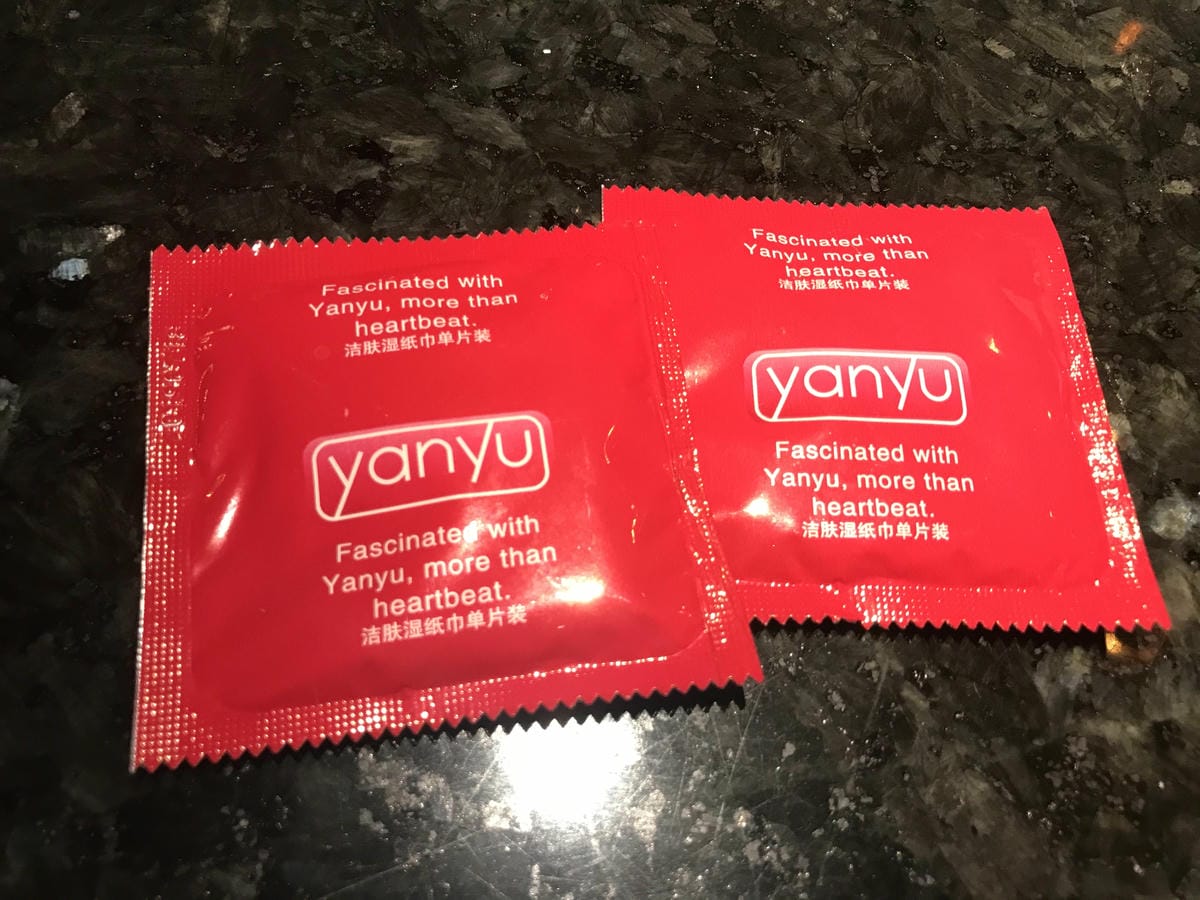 Fascinated with
Yanyu, more than
heartbeat.
洁肤湿纸巾单片装
yanyu
Fascinated with
Yanyu, more than
heartbeat.
洁肤湿纸巾单片装
Fascinated with
Yanyu, more than
heartbeat.
洁肤湿纸巾单片装
yanyu
Fascinated with
Yanyu, more than
heartbeat.
洁肤湿纸巾单片装